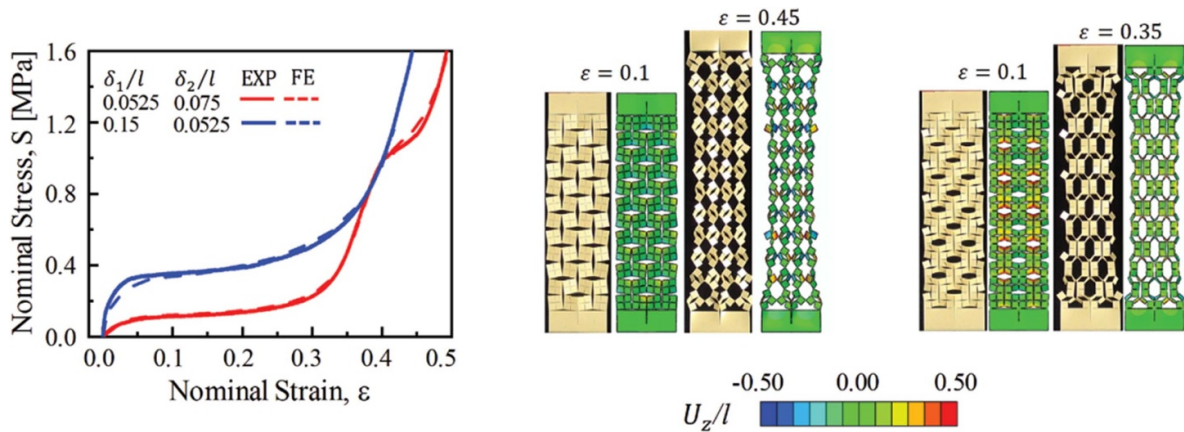 1.6
1.2
0.8
0.4
0.0
Nominal Stress, S [MPa]
δ₁/l δ₂/l EXP FE
0.0525 0.075
0.15 0.0525
0.0 0.1 0.2 0.3 0.4 0.5
Nominal Strain, ε
ε = 0.1
ε = 0.45
ε = 0.1
ε = 0.35
-0.50 0.00 0.50
U_z/l